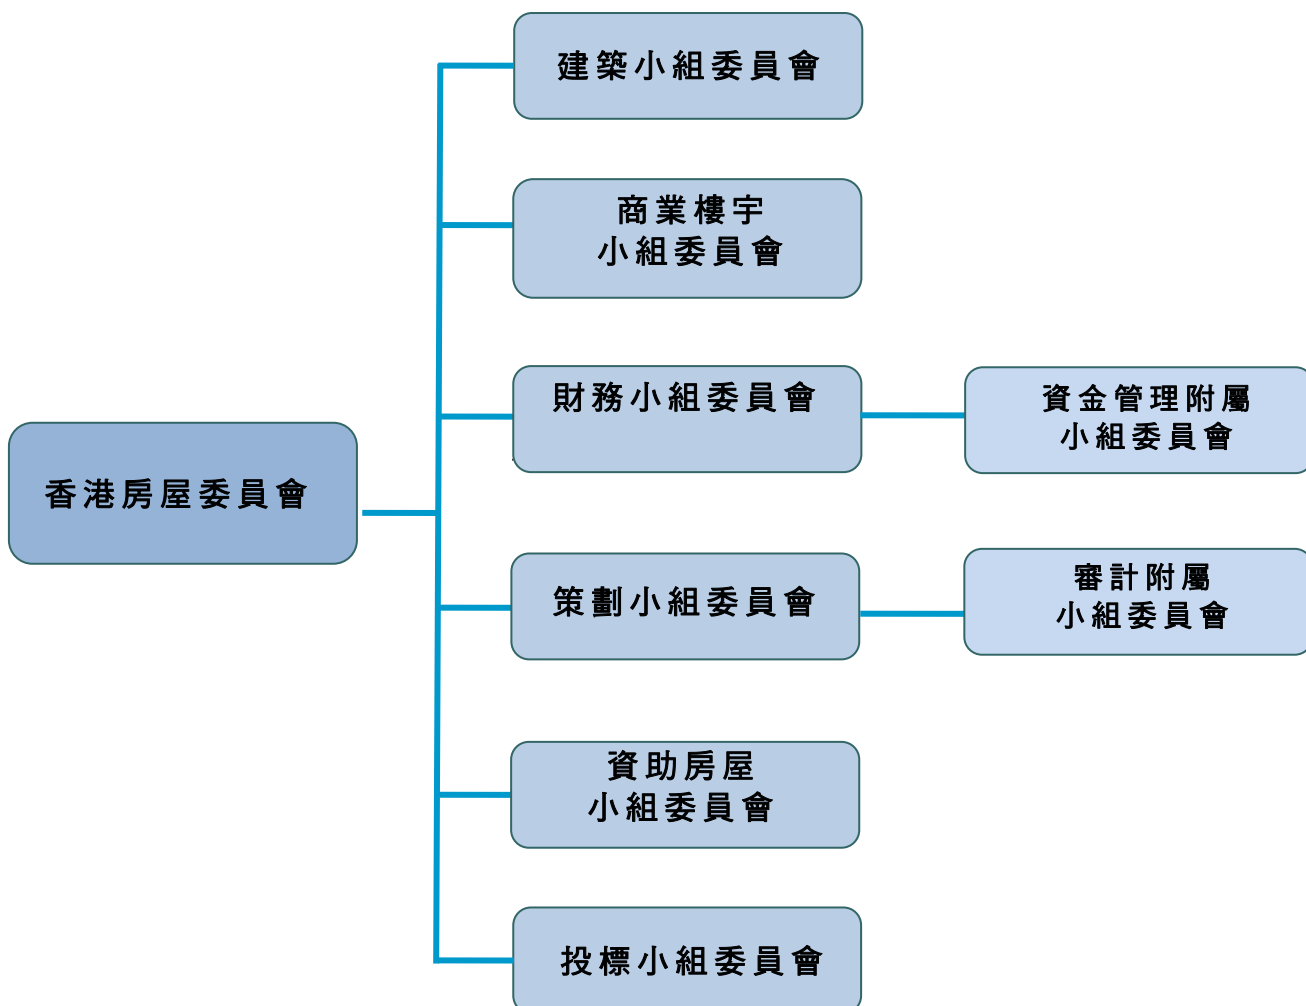 建築小組委員會
商業樓宇
小組委員會
財務小組委員會
資金管理附屬
小組委員會
香港房屋委員會
策劃小組委員會
審計附屬
小組委員會
資助房屋
小組委員會
投標小組委員會